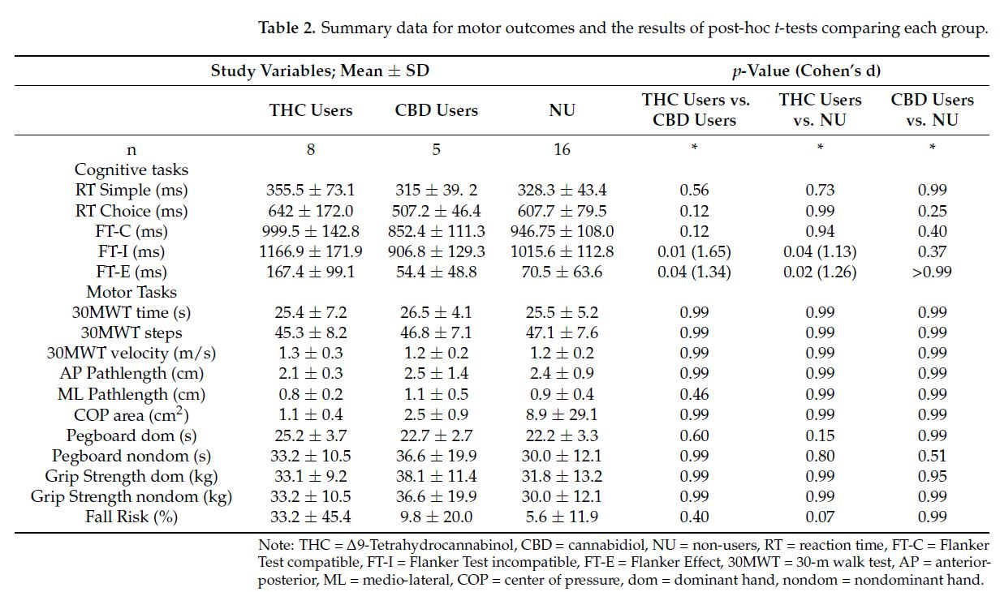 Table 2. Summary data for motor outcomes and the results of post-hoc t-tests comparing each group.
Study Variables; Mean ± SD p-Value (Cohen's d)
THC Users CBD Users NU THC Users vs. CBD Users THC Users vs. NU CBD Users vs. NU
n 8 5 16 * * *
Cognitive tasks
RT Simple (ms) 355.5 ± 73.1 315 ± 39. 2 328.3 ± 43.4 0.56 0.73 0.99
RT Choice (ms) 642 ± 172.0 507.2 ± 46.4 607.7 ± 79.5 0.12 0.99 0.25
FT-C (ms) 999.5 ± 142.8 852.4 ± 111.3 946.75 ± 108.0 0.12 0.94 0.40
FT-I (ms) 1166.9 ± 171.9 906.8 ± 129.3 1015.6 ± 112.8 0.01 (1.65) 0.04 (1.13) 0.37
FT-E (ms) 167.4 ± 99.1 54.4 ± 48.8 70.5 ± 63.6 0.04 (1.34) 0.02 (1.26) >0.99
Motor Tasks
30MWT time (s) 25.4 ± 7.2 26.5 ± 4.1 25.5 ± 5.2 0.99 0.99 0.99
30MWT steps 45.3 ± 8.2 46.8 ± 7.1 47.1 ± 7.6 0.99 0.99 0.99
30MWT velocity (m/s) 1.3 ± 0.3 1.2 ± 0.2 1.2 ± 0.2 0.99 0.99 0.99
AP Pathlength (cm) 2.1 ± 0.3 2.5 ± 1.4 2.4 ± 0.9 0.99 0.99 0.99
ML Pathlength (cm) 0.8 ± 0.2 1.1 ± 0.5 0.9 ± 0.4 0.46 0.99 0.99
COP area (cm²) 1.1 ± 0.4 2.5 ± 0.9 8.9 ± 29.1 0.99 0.99 0.99
Pegboard dom (s) 25.2 ± 3.7 22.7 ± 2.7 22.2 ± 3.3 0.60 0.15 0.99
Pegboard nondom (s) 33.2 ± 10.5 36.6 ± 19.9 30.0 ± 12.1 0.99 0.80 0.51
Grip Strength dom (kg) 33.1 ± 9.2 38.1 ± 11.4 31.8 ± 13.2 0.99 0.99 0.95
Grip Strength nondom (kg) 33.2 ± 10.5 36.6 ± 19.9 30.0 ± 12.1 0.99 0.99 0.99
Fall Risk (%) 33.2 ± 45.4 9.8 ± 20.0 5.6 ± 11.9 0.40 0.07 0.99
Note: THC = Δ9-Tetrahydrocannabinol, CBD = cannabidiol, NU = non-users, RT = reaction time, FT-C = Flanker
Test compatible, FT-I = Flanker Test incompatible, FT-E = Flanker Effect, 30MWT = 30-m walk test, AP = anterior-
posterior, ML = medio-lateral, COP = center of pressure, dom = dominant hand, nondom = nondominant hand.